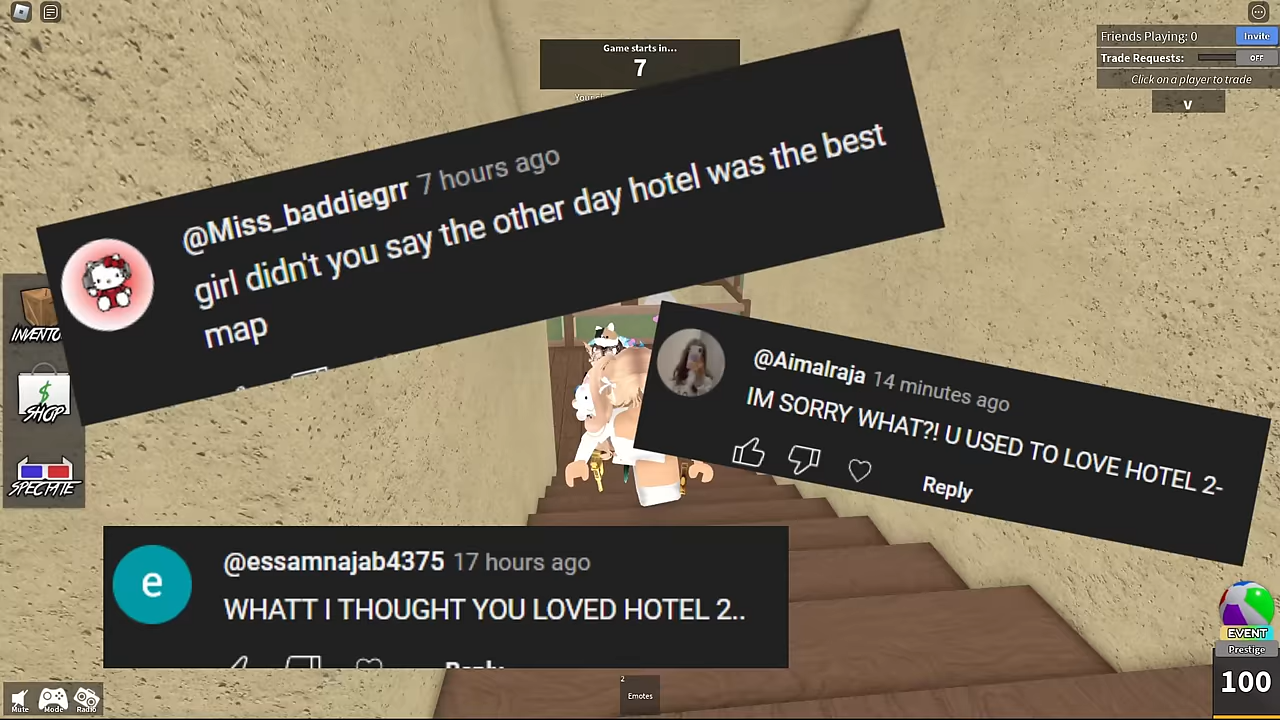 Game starts in...
7
Friends Playing: 0
Invite
Trade Requests:
OFF
Click on a player to trade
v
@Miss_baddiegrr 7 hours ago
girl didn't you say the other day hotel was the best
map
INVENTO
SHOP
SPECTATE
@Aimalraja 14 minutes ago
IM SORRY WHAT?! U USED TO LOVE HOTEL 2-
Reply
e
@essamnajab4375 17 hours ago
WHATT I THOUGHT YOU LOVED HOTEL 2..
Reply
EVENT
Prestige
100
2
Emotes
Mute
Mode
Radio